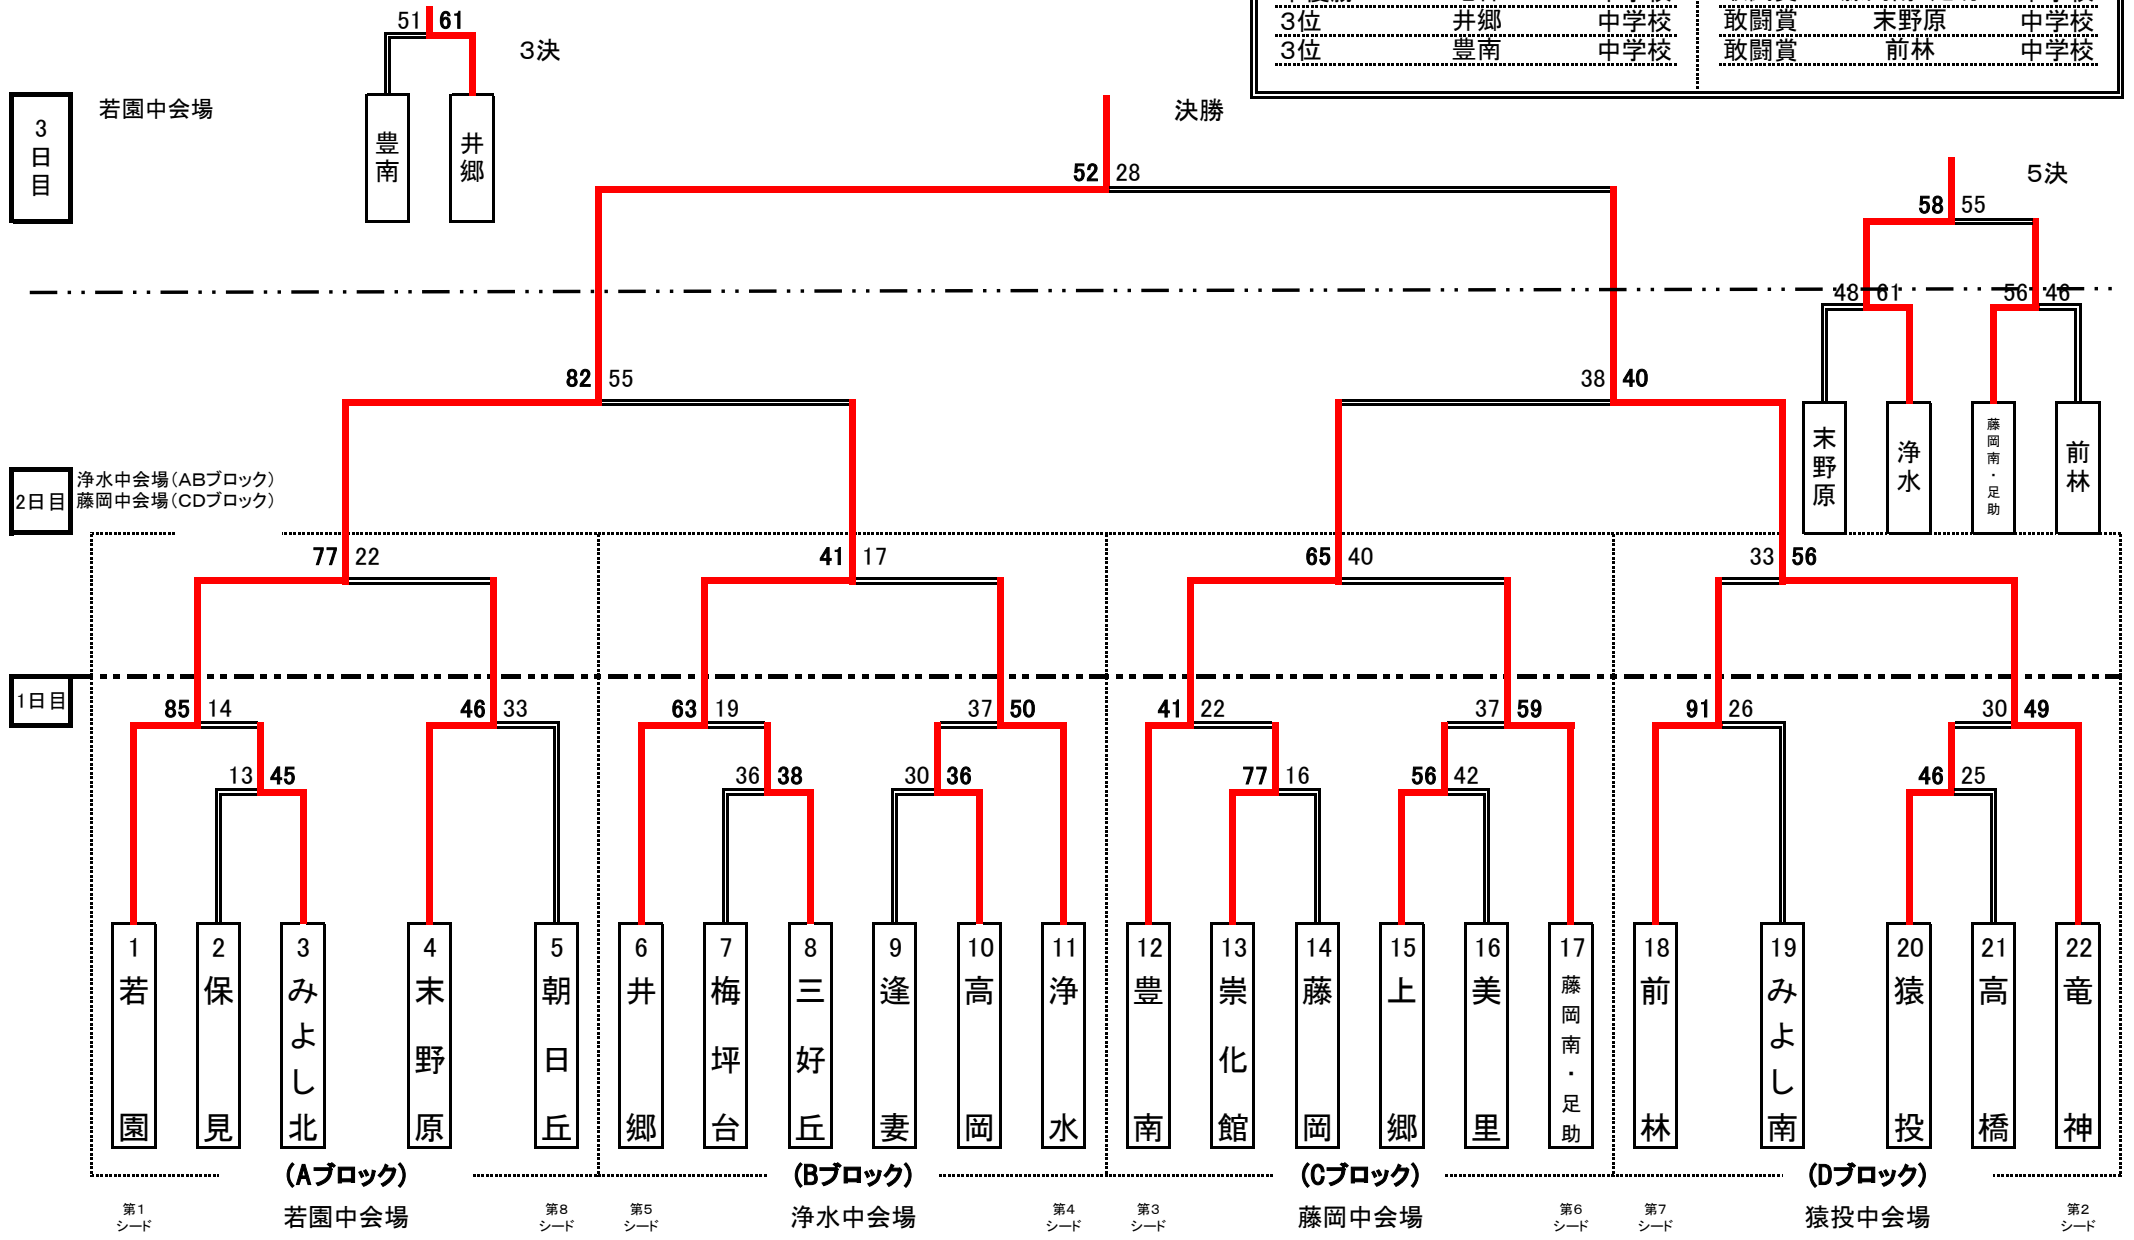 3位 井郷 中学校 敢闘賞 末野原 中学校
3位 豊南 中学校 敢闘賞 前林 中学校
51 61
3決
豊南 井郷
3日目
若園中会場
決勝
52 28
5決
58 55
48 61 56 46
末野原 浄水 藤岡南・足助 前林
82 55 38 40
2日目
浄水中会場(ABブロック)
藤岡中会場(CDブロック)
77 22 41 17 65 40 33 56
1日目
85 14 46 33 63 19 37 50 41 22 37 59 91 26 30 49
13 45 36 38 30 36 77 16 56 42 46 25
1 若園
2 保見
3 みよし北
4 末野原
5 朝日丘
6 井郷
7 梅坪台
8 三好丘
9 逢妻
10 高岡
11 浄水
12 豊南
13 崇化館
14 藤岡
15 上郷
16 美里
17 藤岡南・足助
18 前林
19 みよし南
20 猿投
21 高橋
22 竜神
(Aブロック) (Bブロック) (Cブロック) (Dブロック)
第1シード 若園中会場 第8シード 第5シード 浄水中会場 第4シード 第3シード 藤岡中会場 第6シード 第7シード 猿投中会場 第2シード